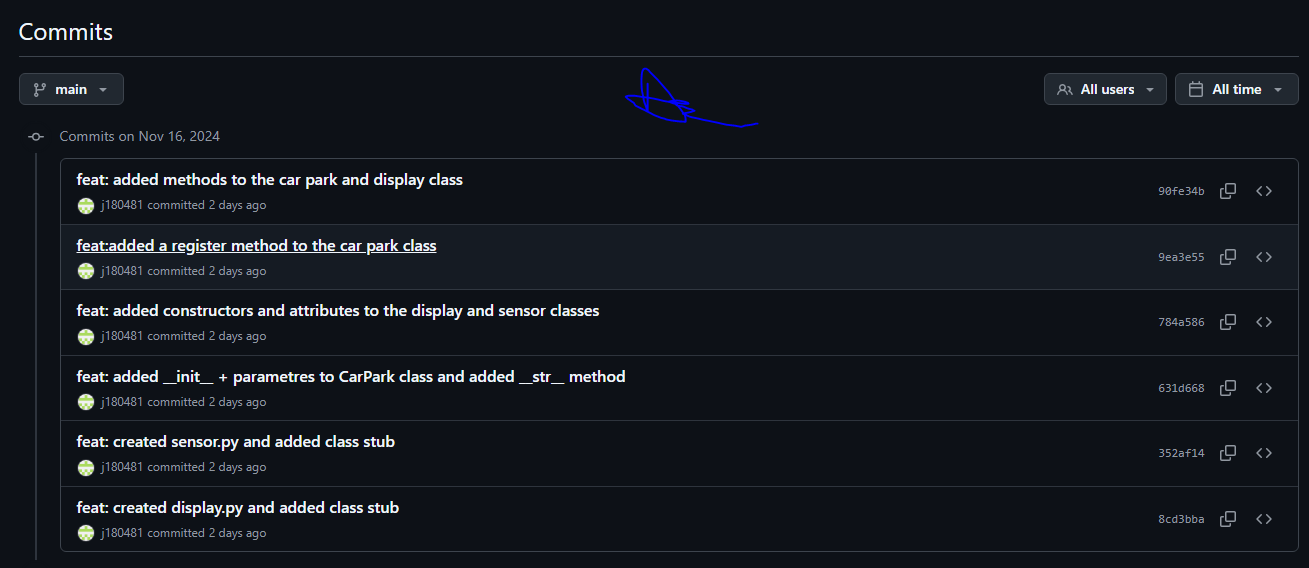 Commits
main
All users
All time
Commits on Nov 16, 2024
feat: added methods to the car park and display class
j180481 committed 2 days ago
90fe34b
feat:added a register method to the car park class
j180481 committed 2 days ago
9ea3e55
feat: added constructors and attributes to the display and sensor classes
j180481 committed 2 days ago
784a586
feat: added __init__ + parametres to CarPark class and added __str__ method
j180481 committed 2 days ago
631d668
feat: created sensor.py and added class stub
j180481 committed 2 days ago
352af14
feat: created display.py and added class stub
j180481 committed 2 days ago
8cd3bba